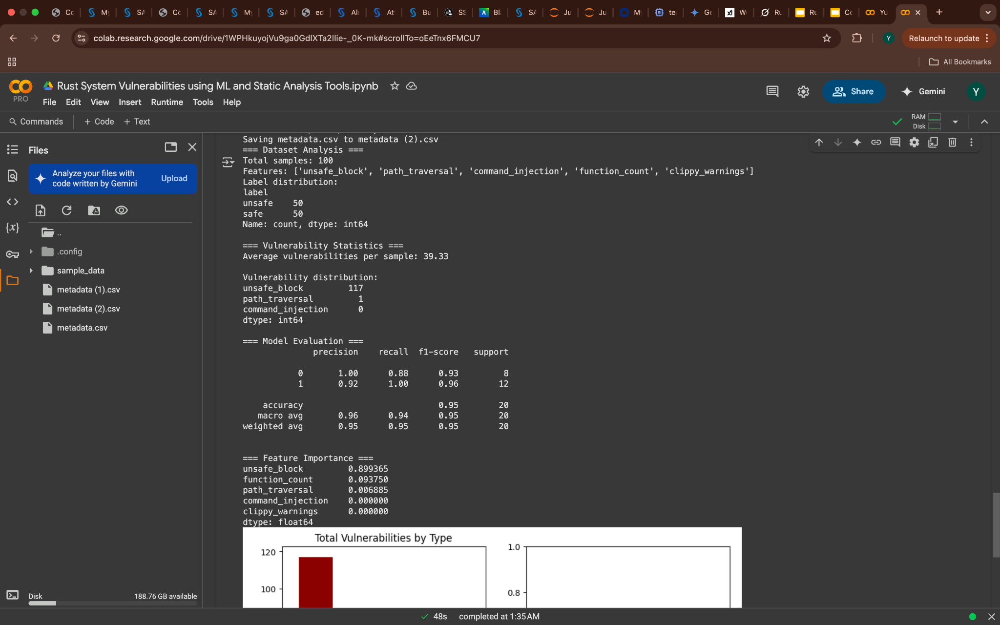 Cc
My
SA
Cc
SA
My
SA
ed
Al
At
Bu
SS
Bl
SA
Ju
Ju
M
te
Ge
W
Ru
Ru
Cc
Yu
colab.research.google.com/drive/1WPHkuyojVu9ga0GdlXTa2Ilie-_0K-mk#scrollTo=oEeTnx6FMCU7
Y
Relaunch to update
All Bookmarks
CO
PRO
Rust System Vulnerabilities using ML and Static Analysis Tools.ipynb
File Edit View Insert Runtime Tools Help
Share
Gemini
Y
Commands
+ Code + Text
RAM
Disk
Files
Analyze your files with
code written by Gemini
Upload
{x}
..
.config
sample_data
metadata (1).csv
metadata (2).csv
metadata.csv
Disk 188.76 GB available
Saving metadata.csv to metadata (2).csv
=== Dataset Analysis ===
Total samples: 100
Features: ['unsafe_block', 'path_traversal', 'command_injection', 'function_count', 'clippy_warnings']
Label distribution:
label
unsafe 50
safe 50
Name: count, dtype: int64
=== Vulnerability Statistics ===
Average vulnerabilities per sample: 39.33
Vulnerability distribution:
unsafe_block 117
path_traversal 1
command_injection 0
dtype: int64
=== Model Evaluation ===
precision recall f1-score support
0 1.00 0.88 0.93 8
1 0.92 1.00 0.96 12
accuracy 0.95 20
macro avg 0.96 0.94 0.95 20
weighted avg 0.95 0.95 0.95 20
=== Feature Importance ===
unsafe_block 0.899365
function_count 0.093750
path_traversal 0.006885
command_injection 0.000000
clippy_warnings 0.000000
dtype: float64
Total Vulnerabilities by Type
120
100
1.0
0.8
48s completed at 1:35 AM